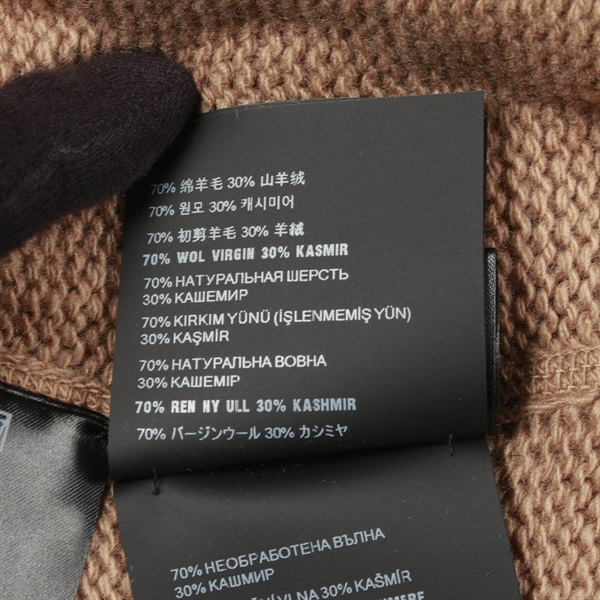 70% 绵羊毛 30% 山羊绒
70% 원모 30% 캐시미어
70% 初剪羊毛 30% 羊絨
70% WOL VIRGIN 30% KASMIR
70% НАТУРАЛЬНАЯ ШЕРСТЬ
30% КАШЕМИР
70% KIRKIM YÜNÜ (İŞLENMEMİŞ YÜN)
30% KAŞMİR
70% НАТУРАЛЬНА ВОВНА
30% КАШЕМІР
70% REN NY ULL 30% KASHMIR
70% バージンウール 30% カシミヤ
70% НЕОБРАБОТЕНА ВЪЛНА
30% КАШМИР
VLNA 30% KAŠMÍR